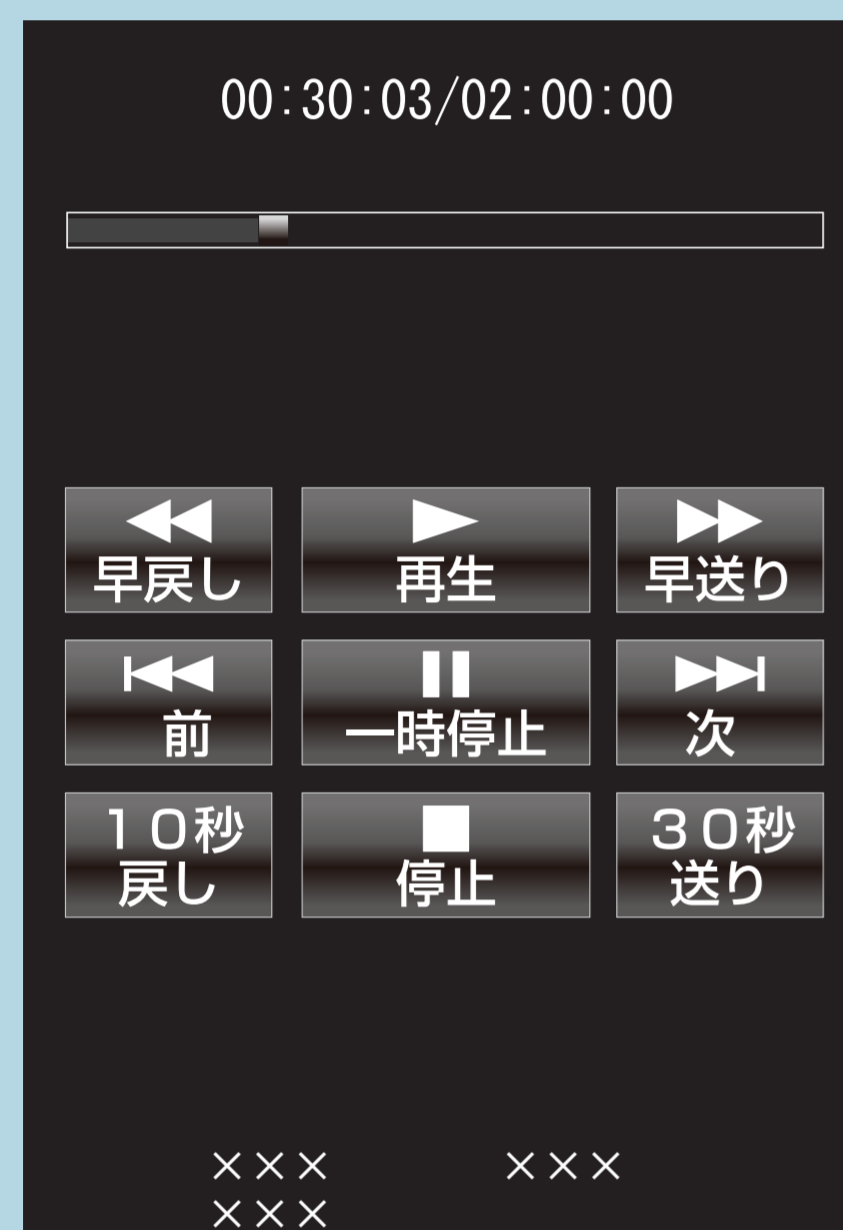 00:30:03/02:00:00
早戻し
再生
早送り
前
一時停止
次
10秒
戻し
停止
30秒
送り
××× ×××
×××